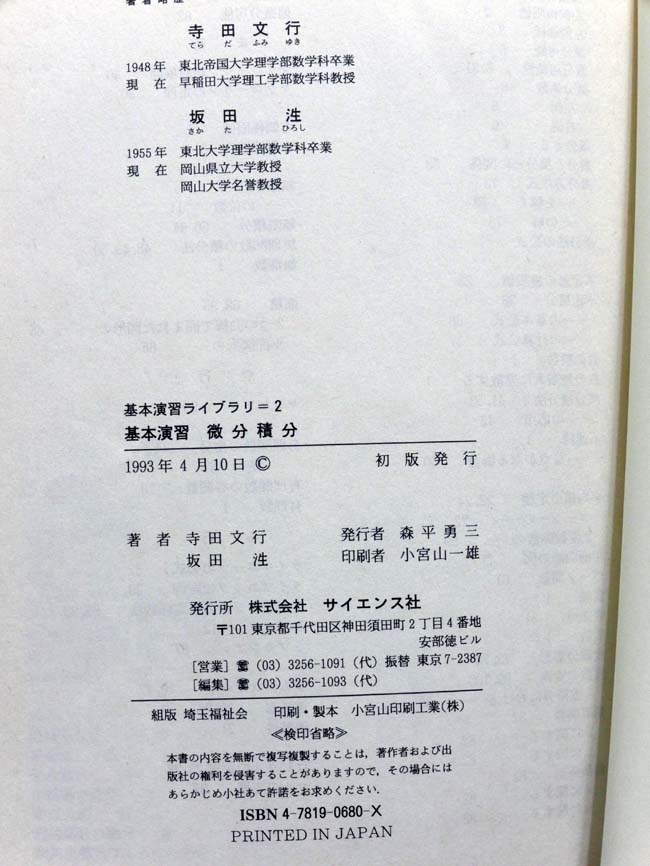 著者略歴
寺田文行
てらだふみゆき
1948年 東北帝国大学理学部数学科卒業
現在 早稲田大学理工学部数学科教授
坂田 泩
さかたひろし
1955年 東北大学理学部数学科卒業
現在 岡山県立大学教授
岡山大学名誉教授
基本演習ライブラリ=2
基本演習 微分積分
1993年4月10日© 初版発行
著者 寺田文行 発行者 森平勇三
坂田 泩 印刷者 小宮山一雄
発行所 株式会社 サイエンス社
〒101 東京都千代田区神田須田町2丁目4番地
安部徳ビル
[営業] ☎ (03) 3256-1091 (代) 振替 東京7-2387
[編集] ☎ (03) 3256-1093 (代)
組版 埼玉福祉会 印刷・製本 小宮山印刷工業(株)
≪検印省略≫
本書の内容を無断で複写複製することは,著作者および出
版社の権利を侵害することがありますので,その場合には
あらかじめ小社あて許諾をお求めください.
ISBN 4-7819-0680-X
PRINTED IN JAPAN